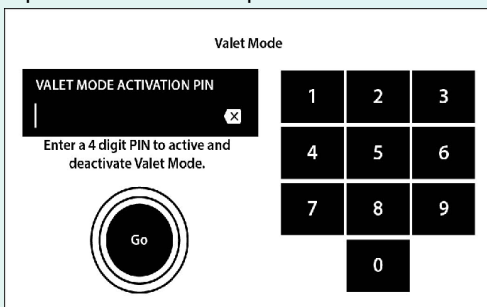 Valet Mode
VALET MODE ACTIVATION PIN
Enter a 4 digit PIN to active and
deactivate Valet Mode.
Go
1 2 3
4 5 6
7 8 9
0